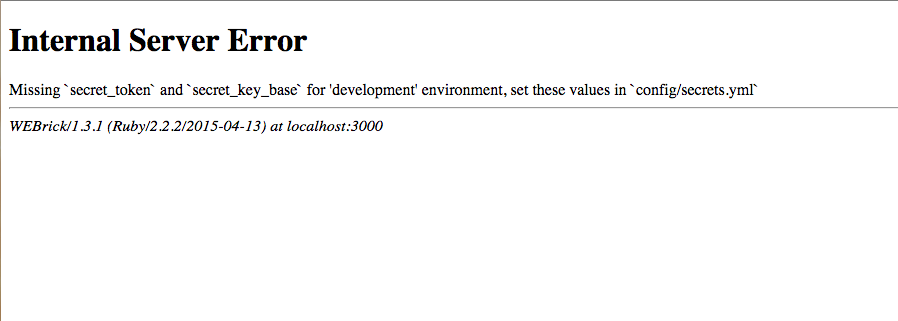 Internal Server Error
Missing `secret_token` and `secret_key_base` for 'development' environment, set these values in `config/secrets.yml`
WEBrick/1.3.1 (Ruby/2.2.2/2015-04-13) at localhost:3000